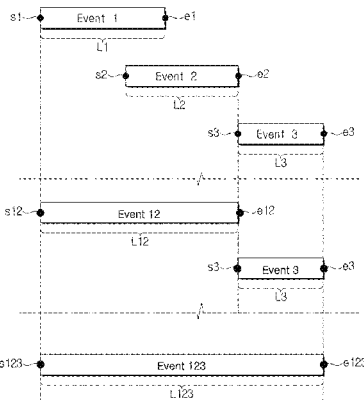 s1 Event 1 e1
L1
s2 Event 2 e2
L2
s3 Event 3 e3
L3
s12 Event 12 e12
L12
s3 Event 3 e3
L3
s123 Event 123 e123
L123